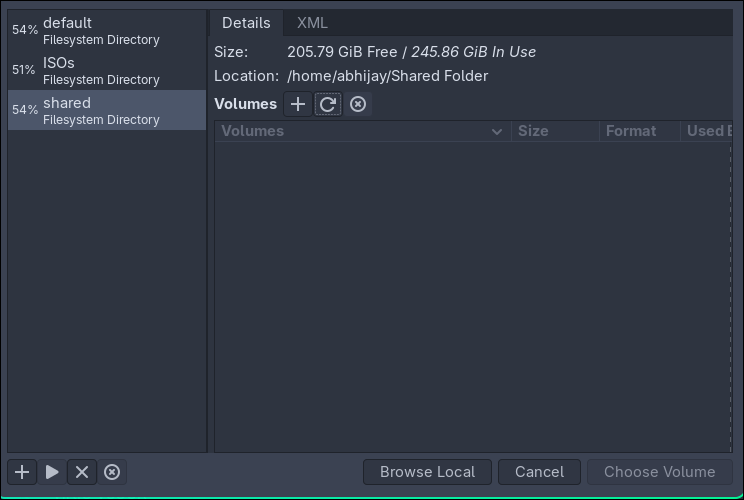 54% default
Filesystem Directory
51% ISOs
Filesystem Directory
54% shared
Filesystem Directory
Details XML
Size: 205.79 GiB Free / 245.86 GiB In Use
Location: /home/abhijay/Shared Folder
Volumes
Volumes Size Format Used B
Browse Local Cancel Choose Volume